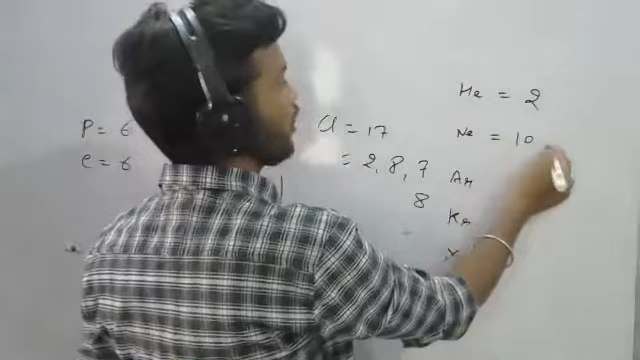 P = 6
e = 6
Cl = 17
= 2, 8, 7
8
He = 2
Ne = 10
Ar
Kr